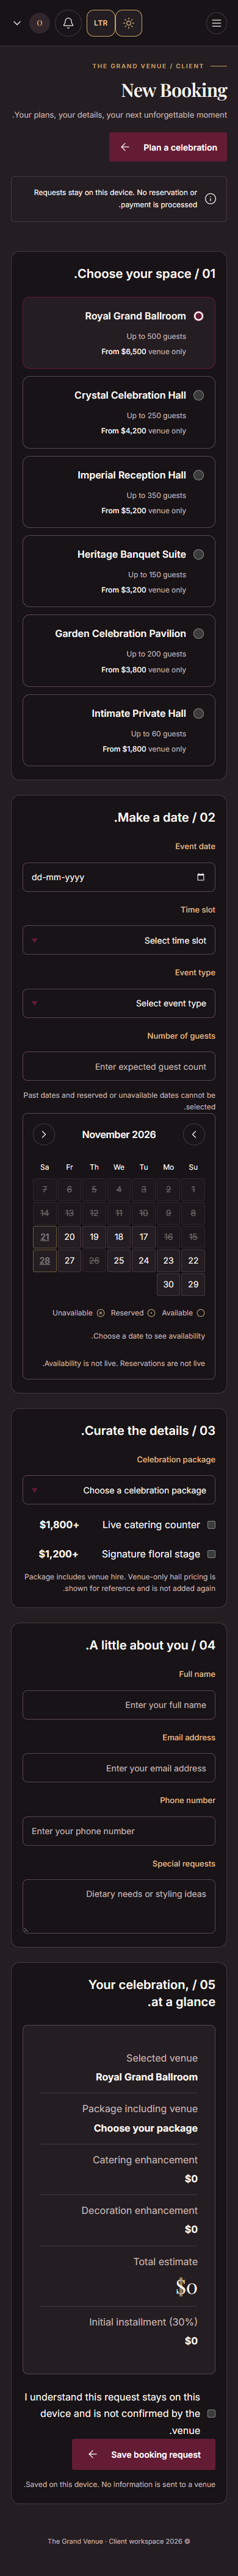 O
LTR
THE GRAND VENUE / CLIENT
New Booking
.Your plans, your details, your next unforgettable moment
Plan a celebration
Requests stay on this device. No reservation or
.payment is processed
.Choose your space / 01
Royal Grand Ballroom
Up to 500 guests
From $6,500 venue only
Crystal Celebration Hall
Up to 250 guests
From $4,200 venue only
Imperial Reception Hall
Up to 350 guests
From $5,200 venue only
Heritage Banquet Suite
Up to 150 guests
From $3,200 venue only
Garden Celebration Pavilion
Up to 200 guests
From $3,800 venue only
Intimate Private Hall
Up to 60 guests
From $1,800 venue only
.Make a date / 02
Event date
dd-mm-yyyy
Time slot
Select time slot
Event type
Select event type
Number of guests
Enter expected guest count
Past dates and reserved or unavailable dates cannot be
.selected
November 2026
Sa Fr Th We Tu Mo Su
7 6 5 4 3 2 1
14 13 12 11 10 9 8
21 20 19 18 17 16 15
28 27 26 25 24 23 22
30 29
Unavailable Reserved Available
.Choose a date to see availability
.Availability is not live. Reservations are not live
.Curate the details / 03
Celebration package
Choose a celebration package
$1,800+ Live catering counter
$1,200+ Signature floral stage
Package includes venue hire. Venue-only hall pricing is
.shown for reference and is not added again
.A little about you / 04
Full name
Enter your full name
Email address
Enter your email address
Phone number
Enter your phone number
Special requests
Dietary needs or styling ideas
Your celebration, / 05
.at a glance
Selected venue
Royal Grand Ballroom
Package including venue
Choose your package
Catering enhancement
$0
Decoration enhancement
$0
Total estimate
$0
Initial installment (30%)
$0
I understand this request stays on this
device and is not confirmed by the
.venue
Save booking request
.Saved on this device. No information is sent to a venue
The Grand Venue · Client workspace 2026 ©